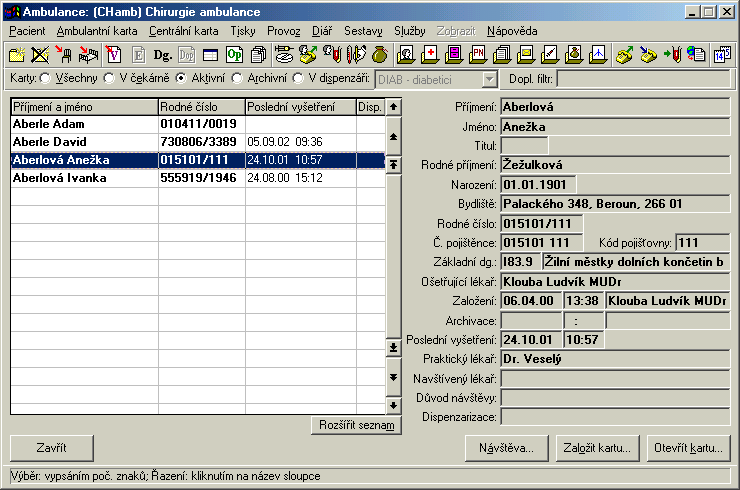 Ambulance: (CHamb) Chirurgie ambulance
Pacient Ambulantní karta Centrální karta Tisky Provoz Diář Sestavy Služby Zobrazit Nápověda
Dg. Dop
Karty: Všechny V čekárně Aktivní Archivní V dispenzáři: DIAB - diabetici Dopl. filtr:
Příjmení a jméno Rodné číslo Poslední vyšetření Disp.
Aberle Adam 010411/0019
Aberle David 730806/3389 05.09.02 09:36
Aberlová Anežka 015101/111 24.10.01 10:57
Aberlová Ivanka 555919/1946 24.08.00 15:12
Rozšířit seznam
Příjmení: Aberlová
Jméno: Anežka
Titul:
Rodné příjmení: Žežulková
Narození: 01.01.1901
Bydliště: Palackého 348, Beroun, 266 01
Rodné číslo: 015101/111
Č. pojištěnce: 015101 111 Kód pojišťovny: 111
Základní dg.: I83.9 Žilní městky dolních končetin b
Ošetřující lékař: Klouba Ludvík MUDr
Založení: 06.04.00 13:38 Klouba Ludvík MUDr
Archivace: :
Poslední vyšetření: 24.10.01 10:57
Praktický lékař: Dr. Veselý
Navštívený lékař:
Důvod návštěvy:
Dispenzarizace:
Zavřít Návštěva... Založit kartu... Otevřít kartu...
Výběr: vypsáním poč. znaků; Řazení: kliknutím na název sloupce